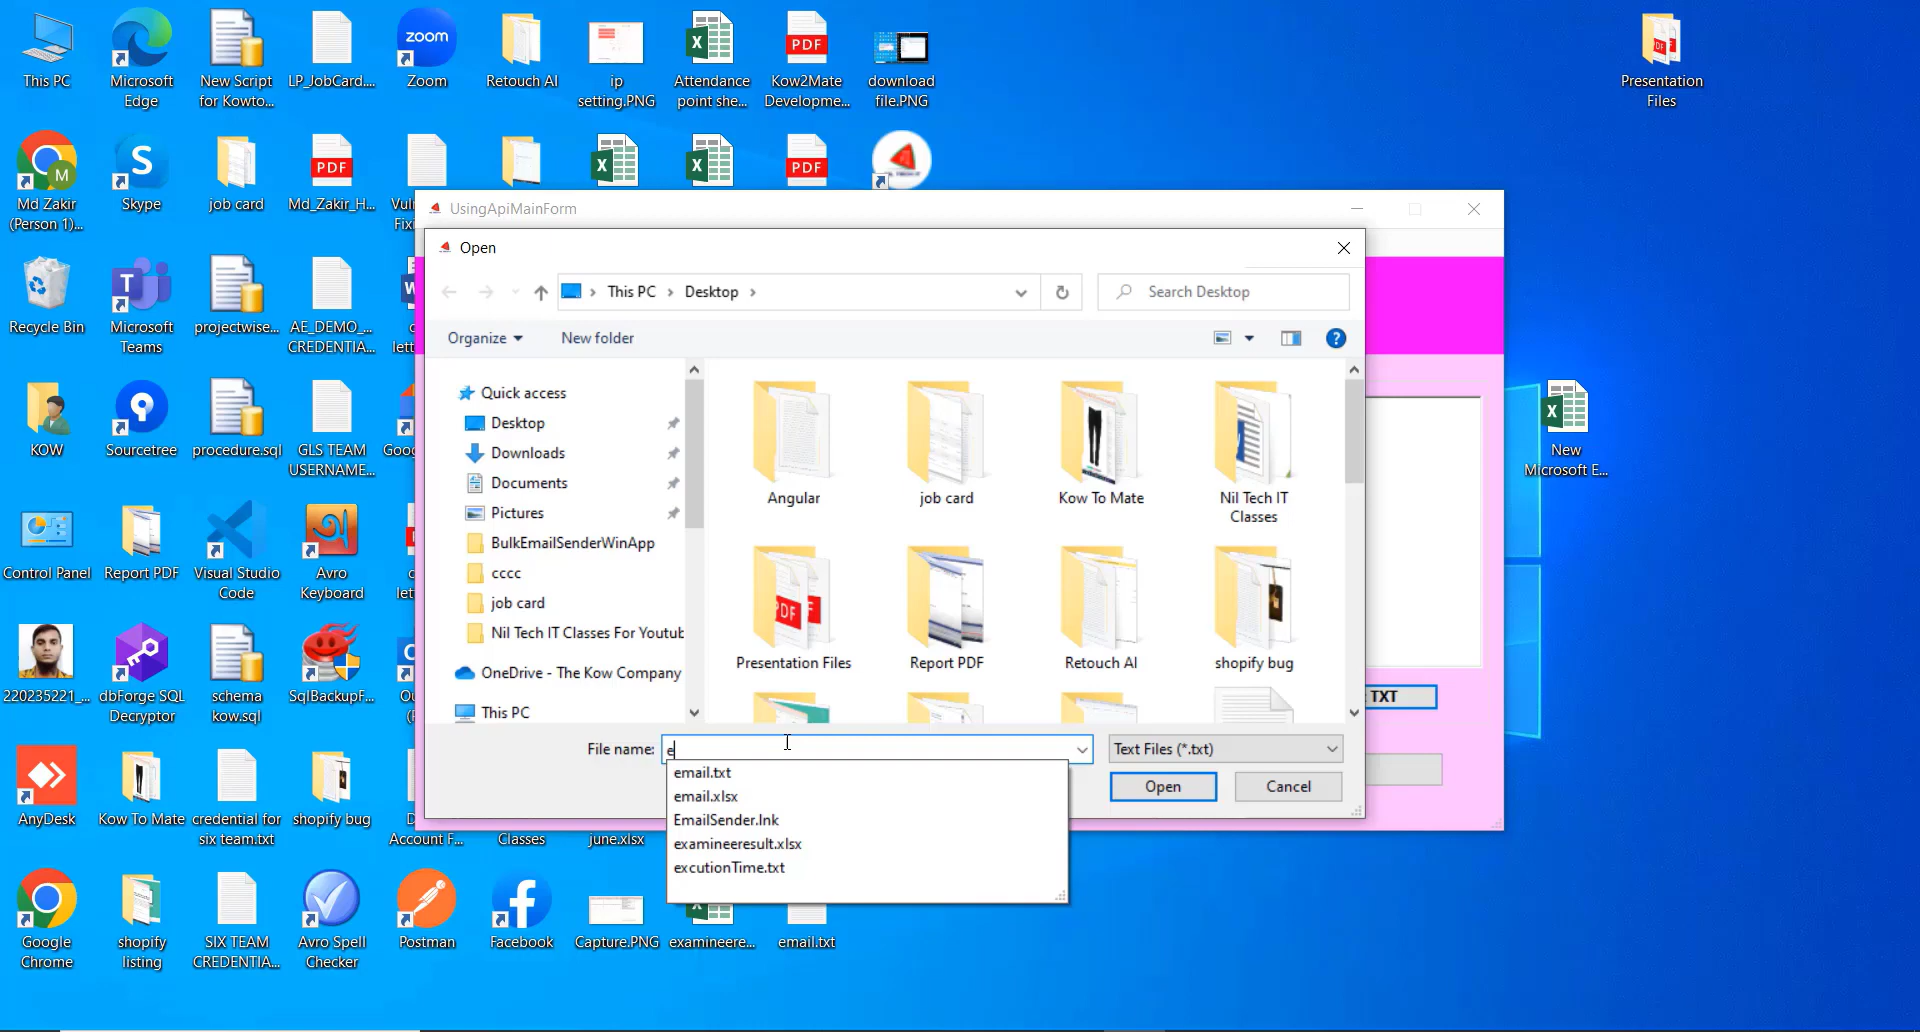 This PC
Microsoft
Edge
New Script
for Kowto...
LP_JobCard....
zoom
Zoom
Retouch AI
ip
setting.PNG
Attendance
point she...
PDF
Kow2Mate
Developme...
download
file.PNG
PDF
Presentation
Files
M
Md Zakir
(Person 1)...
S
Skype
job card
PDF
Md_Zakir_H...
Vul
Fixi
X
X
PDF
UsingApiMainForm
Open
This PC
Desktop
Search Desktop
Organize
New folder
Recycle Bin
T
Microsoft
Teams
projectwise...
AE_DEMO_...
CREDENTIA...
lett
KOW
Sourcetree
procedure.sql
GLS TEAM
USERNAME...
Goo
Quick access
Desktop
Downloads
Documents
Pictures
BulkEmailSenderWinApp
cccc
job card
Nil Tech IT Classes For Youtub
OneDrive - The Kow Company
This PC
Angular
job card
Kow To Mate
Nil Tech IT
Classes
PDF
Presentation Files
Report PDF
Retouch AI
shopify bug
New
Microsoft E...
Control Panel
Report PDF
Visual Studio
Code
Avro
Keyboard
lett
220235221_...
dbForge SQL
Decryptor
schema
kow.sql
SqlBackupF...
Ou
(P
TXT
File name:
e
Text Files (*.txt)
Open
Cancel
email.txt
email.xlsx
EmailSender.lnk
examineeresult.xlsx
excutionTime.txt
AnyDesk
Kow To Mate
credential for
six team.txt
shopify bug
D
Account F...
Classes
june.xlsx
Google
Chrome
shopify
listing
SIX TEAM
CREDENTIA...
Avro Spell
Checker
Postman
Facebook
Capture.PNG
examineere...
email.txt